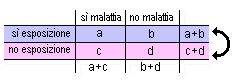 sì malattia no malattia
sì esposizione a b a+b
no esposizione c d c+d
a+c b+d